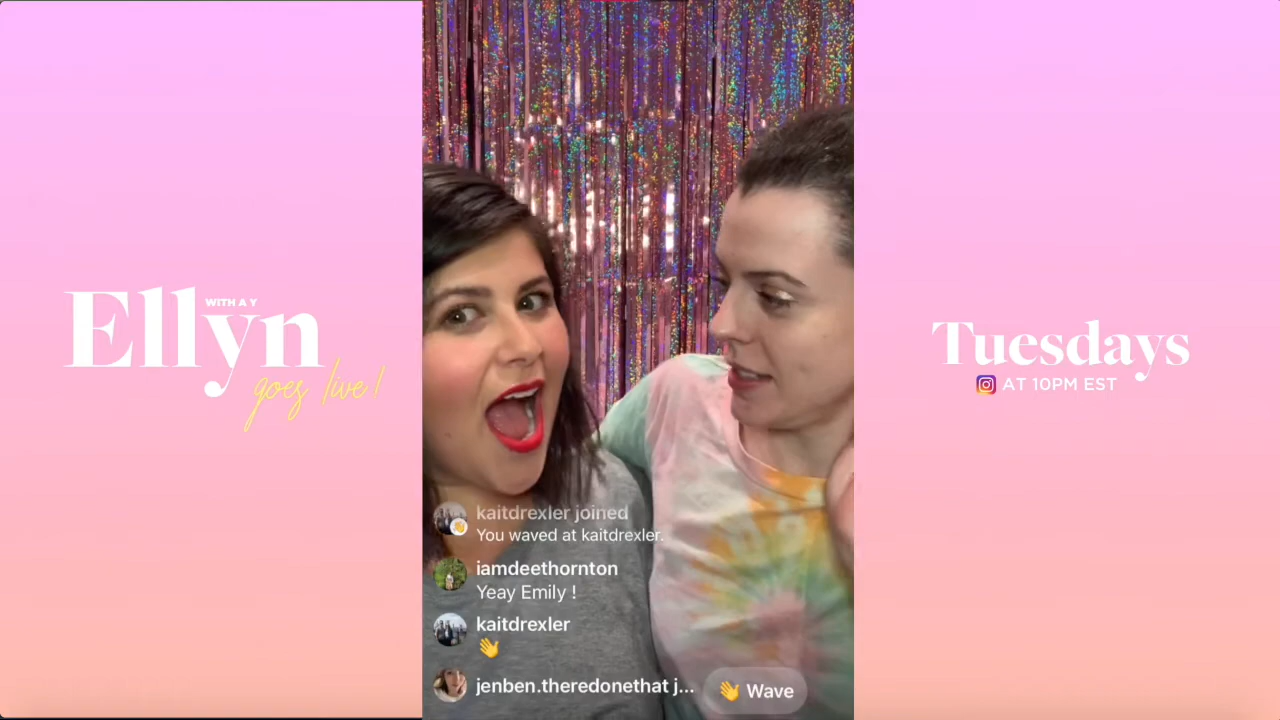 Ellyn
WITH A Y
goes live!
kaitdrexler joined
You waved at kaitdrexler.
iamdeethornton
Yeay Emily !
kaitdrexler
👋
jenben.theredonethat j...
👋 Wave
Tuesdays
AT 10PM EST